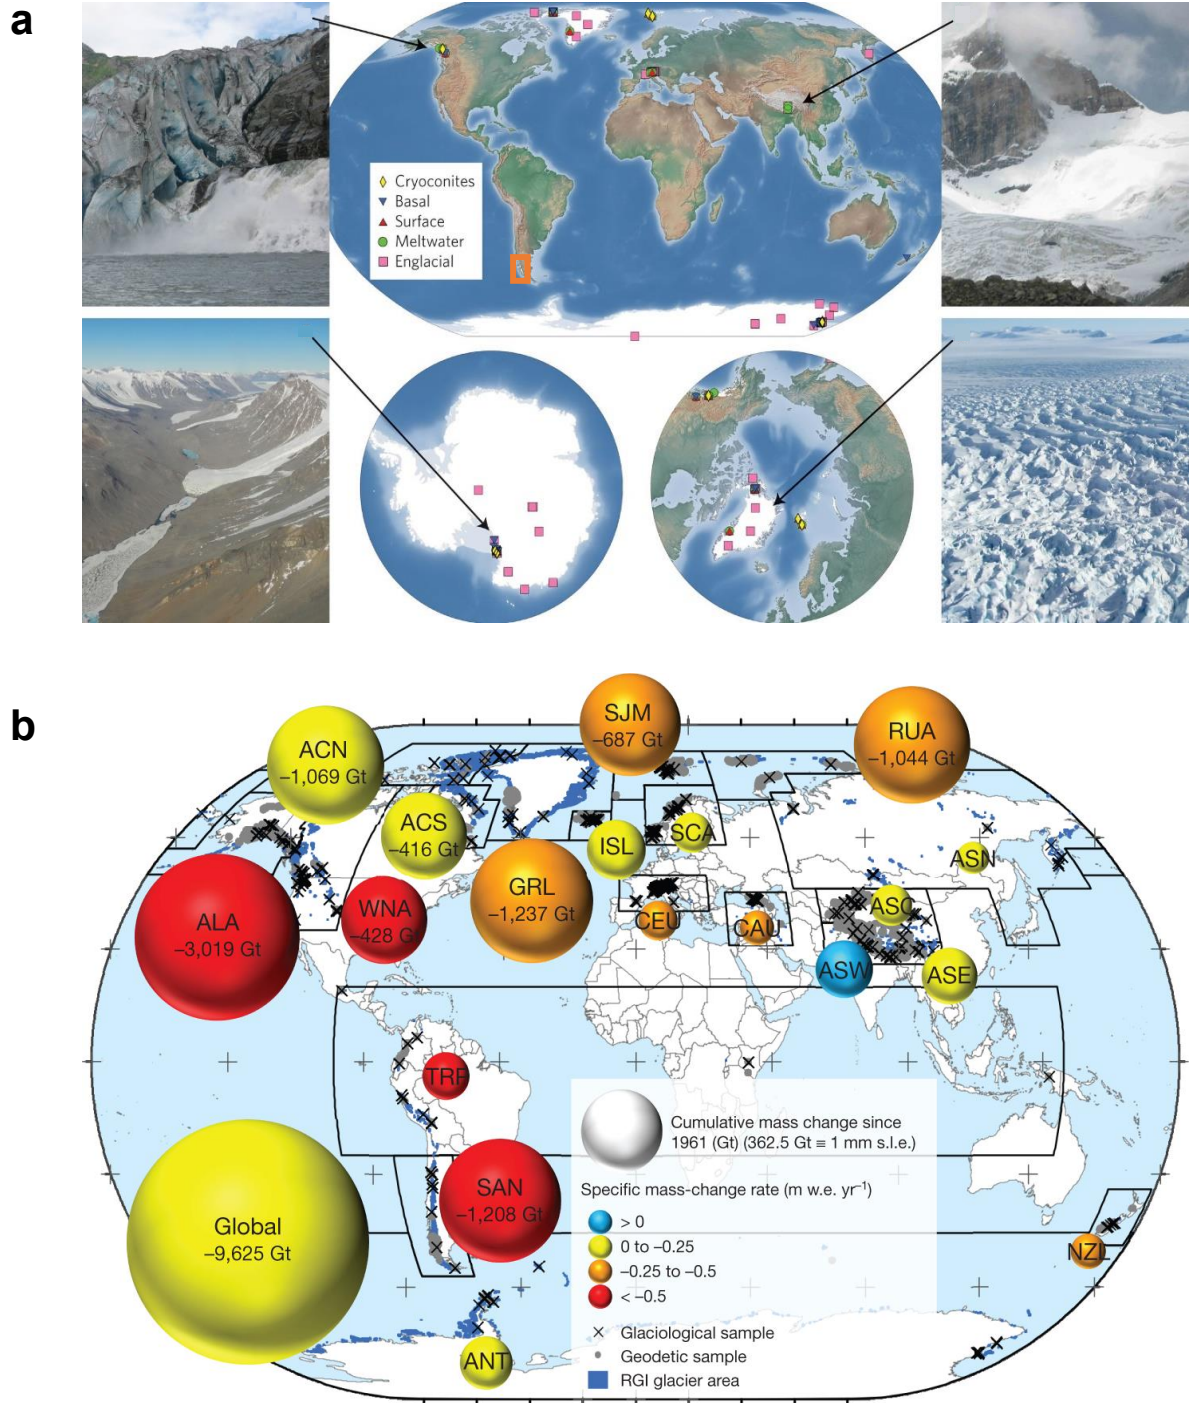 a
Cryoconites
Basal
Surface
Meltwater
Englacial
b
ACN
–1,069 Gt
SJM
–687 Gt
RUA
–1,044 Gt
ACS
–416 Gt
ISL
SCA
ASN
ALA
–3,019 Gt
WNA
–428 Gt
GRL
–1,237 Gt
CEU
CAU
ASC
ASW
ASE
TRP
Cumulative mass change since
1961 (Gt) (362.5 Gt ≡ 1 mm s.l.e.)
Specific mass-change rate (m w.e. yr⁻¹)
> 0
0 to –0.25
–0.25 to –0.5
< –0.5
Glaciological sample
Geodetic sample
RGI glacier area
SAN
–1,208 Gt
Global
–9,625 Gt
NZL
ANT